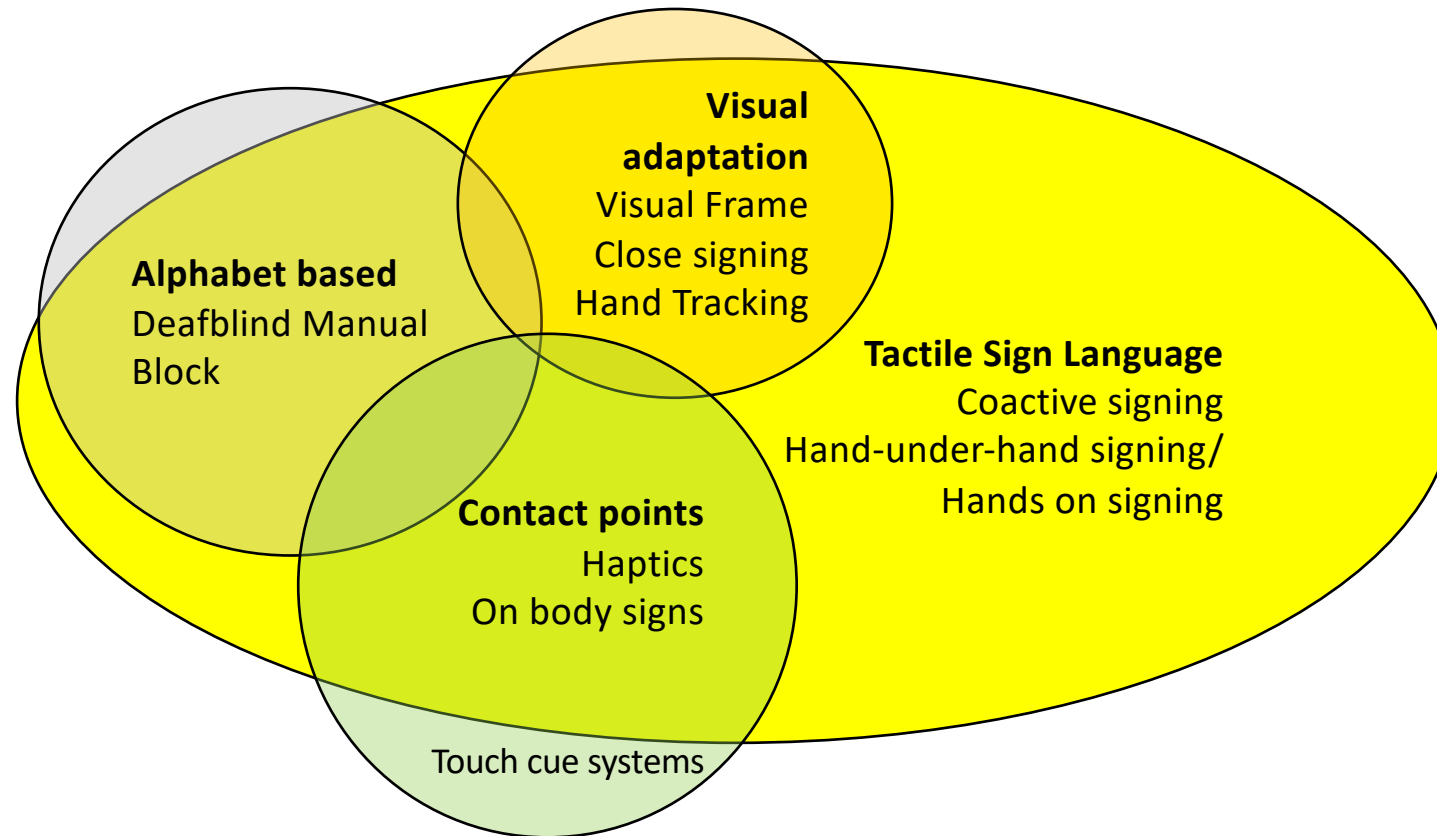 Visual
adaptation
Visual Frame
Close signing
Hand Tracking
Alphabet based
Deafblind Manual
Block
Tactile Sign Language
Coactive signing
Hand-under-hand signing/
Hands on signing
Contact points
Haptics
On body signs
Touch cue systems